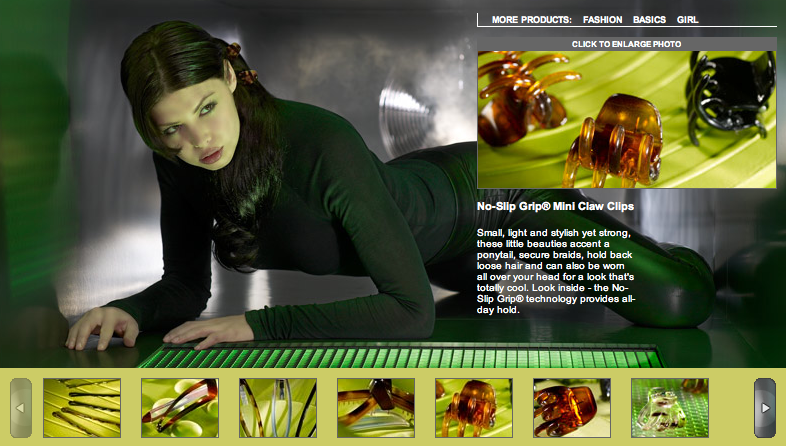 MORE PRODUCTS: FASHION BASICS GIRL
CLICK TO ENLARGE PHOTO
No-Slip Grip® Mini Claw Clips
Small, light and stylish yet strong,
these little beauties accent a
ponytail, secure braids, hold back
loose hair and can also be worn
all over your head for a look that's
totally cool. Look inside - the No-
Slip Grip® technology provides all-
day hold.